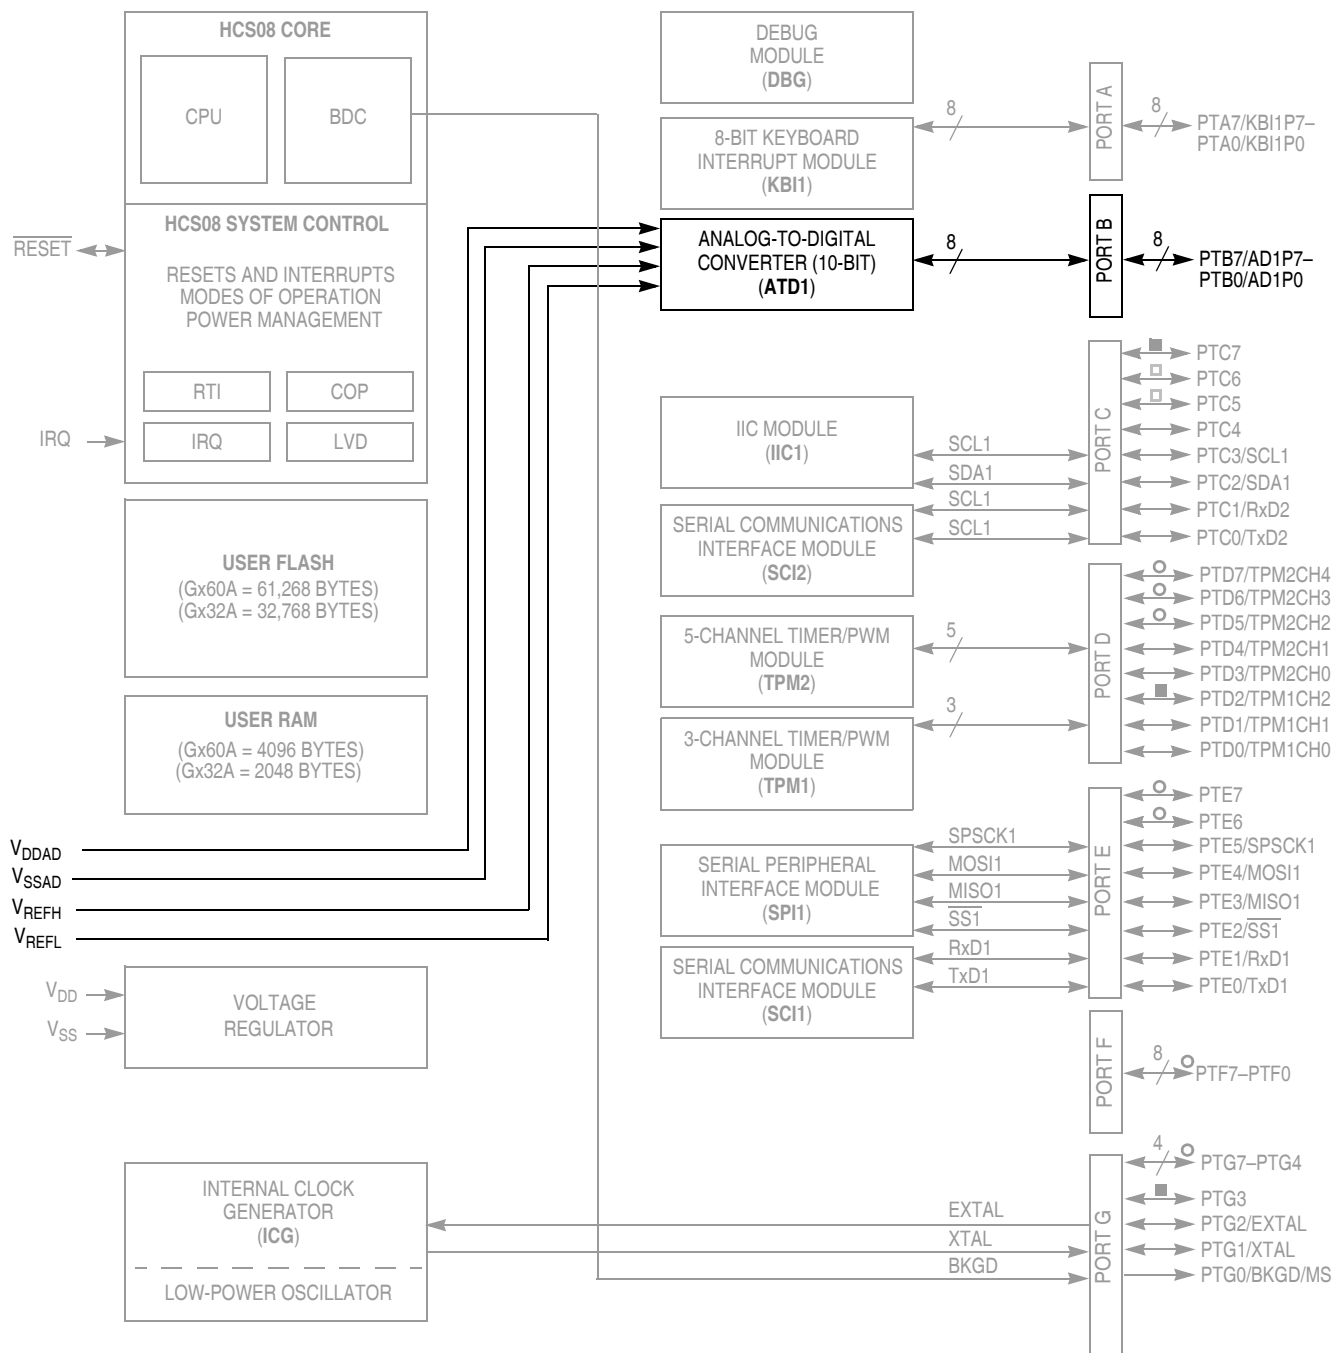 HCS08 CORE
CPU
BDC
HCS08 SYSTEM CONTROL
RESET
RESETS AND INTERRUPTS
MODES OF OPERATION
POWER MANAGEMENT
RTI
COP
IRQ
IRQ
LVD
USER FLASH
(Gx60A = 61,268 BYTES)
(Gx32A = 32,768 BYTES)
USER RAM
(Gx60A = 4096 BYTES)
(Gx32A = 2048 BYTES)
VDDAD
VSSAD
VREFH
VREFL
VDD
VSS
VOLTAGE
REGULATOR
INTERNAL CLOCK
GENERATOR
(ICG)
LOW-POWER OSCILLATOR
DEBUG
MODULE
(DBG)
8-BIT KEYBOARD
INTERRUPT MODULE
(KBI1)
8
ANALOG-TO-DIGITAL
CONVERTER (10-BIT)
(ATD1)
8
IIC MODULE
(IIC1)
SCL1
SDA1
SERIAL COMMUNICATIONS
INTERFACE MODULE
(SCI2)
SCL1
SCL1
5-CHANNEL TIMER/PWM
MODULE
(TPM2)
5
3-CHANNEL TIMER/PWM
MODULE
(TPM1)
3
SERIAL PERIPHERAL
INTERFACE MODULE
(SPI1)
SPSCK1
MOSI1
MISO1
SS1
SERIAL COMMUNICATIONS
INTERFACE MODULE
(SCI1)
RxD1
TxD1
EXTAL
XTAL
BKGD
PORT A
8
PTA7/KBI1P7–
PTA0/KBI1P0
PORT B
8
PTB7/AD1P7–
PTB0/AD1P0
PORT C
PTC7
PTC6
PTC5
PTC4
PTC3/SCL1
PTC2/SDA1
PTC1/RxD2
PTC0/TxD2
PORT D
PTD7/TPM2CH4
PTD6/TPM2CH3
PTD5/TPM2CH2
PTD4/TPM2CH1
PTD3/TPM2CH0
PTD2/TPM1CH2
PTD1/TPM1CH1
PTD0/TPM1CH0
PORT E
PTE7
PTE6
PTE5/SPSCK1
PTE4/MOSI1
PTE3/MISO1
PTE2/SS1
PTE1/RxD1
PTE0/TxD1
PORT F
8
PTF7–PTF0
PORT G
4
PTG7–PTG4
PTG3
PTG2/EXTAL
PTG1/XTAL
PTG0/BKGD/MS